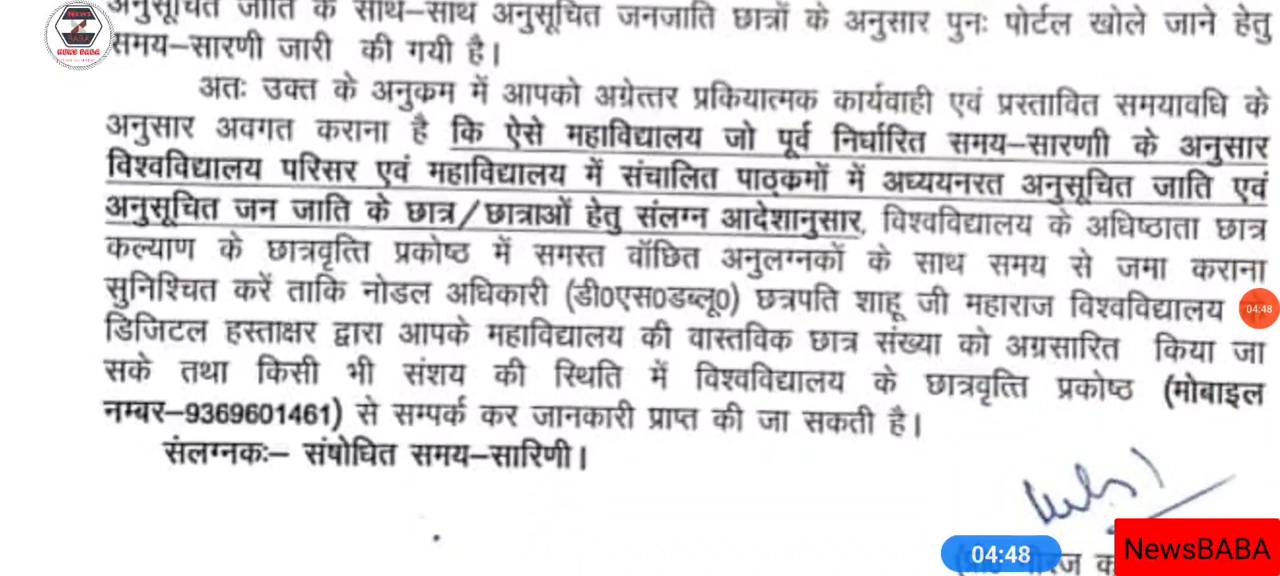 अनुसूचित जाति के साथ–साथ अनुसूचित जनजाति छात्रों के अनुसार पुनः पोर्टल खोले जाने हेतु
समय–सारणी जारी की गयी है।
अतः उक्त के अनुकम में आपको अग्रेत्तर प्रकियात्मक कार्यवाही एवं प्रस्तावित समयावधि के
अनुसार अवगत कराना है कि ऐसे महाविद्यालय जो पूर्व निर्धारित समय–सारणाी के अनुसार
विश्वविद्यालय परिसर एवं महाविद्यालय में संचालित पाठ्कमों में अध्ययनरत अनुसूचित जाति एवं
अनुसूचित जन जाति के छात्र/छात्राओं हेतु संलग्न आदेशानुसार, विश्वविद्यालय के अधिष्ठाता छात्र
कल्याण के छात्रवृत्ति प्रकोष्ठ में समस्त वॉछित अनुलग्नकों के साथ समय से जमा कराना
सुनिश्चित करें ताकि नोडल अधिकारी (डी0एस0डब्लू0) छत्रपति शाहू जी महाराज विश्वविद्यालय
डिजिटल हस्ताक्षर द्वारा आपके महाविद्यालय की वास्तविक छात्र संख्या को अग्रसारित किया जा
सके तथा किसी भी संशय की स्थिति में विश्वविद्यालय के छात्रवृत्ति प्रकोष्ठ (मोबाइल
नम्बर–9369601461) से सम्पर्क कर जानकारी प्राप्त की जा सकती है।
संलग्नकः– संषोधित समय–सारिणी।
NEWS BABA
04:48
04:48
NewsBABA